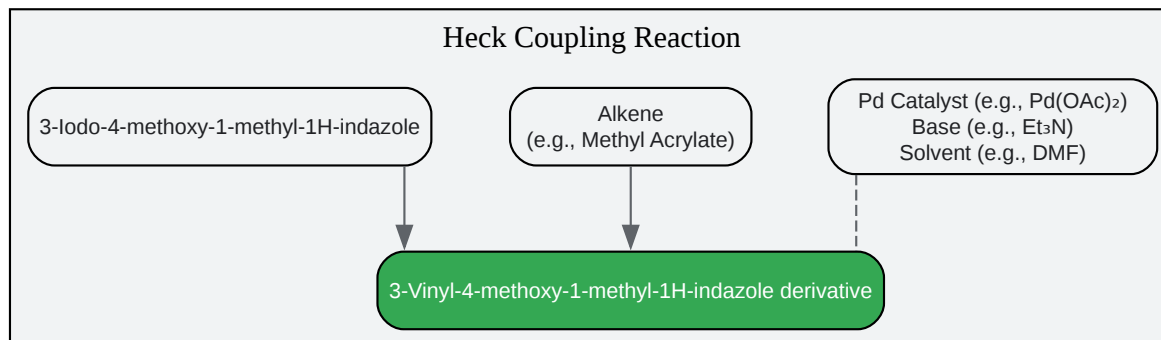 Heck Coupling Reaction
3-Iodo-4-methoxy-1-methyl-1H-indazole
Alkene
(e.g., Methyl Acrylate)
Pd Catalyst (e.g., Pd(OAc)₂)
Base (e.g., Et₃N)
Solvent (e.g., DMF)
3-Vinyl-4-methoxy-1-methyl-1H-indazole derivative